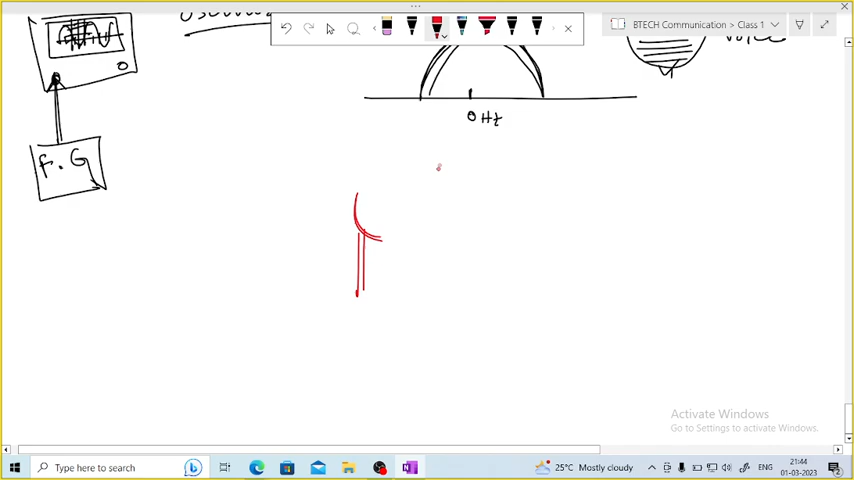 BTECH Communication > Class 1
0 Hz
F.G
Activate Windows
Go to Settings to activate Windows.
Type here to search
25°C Mostly cloudy
ENG
21:44
01-03-2023
2